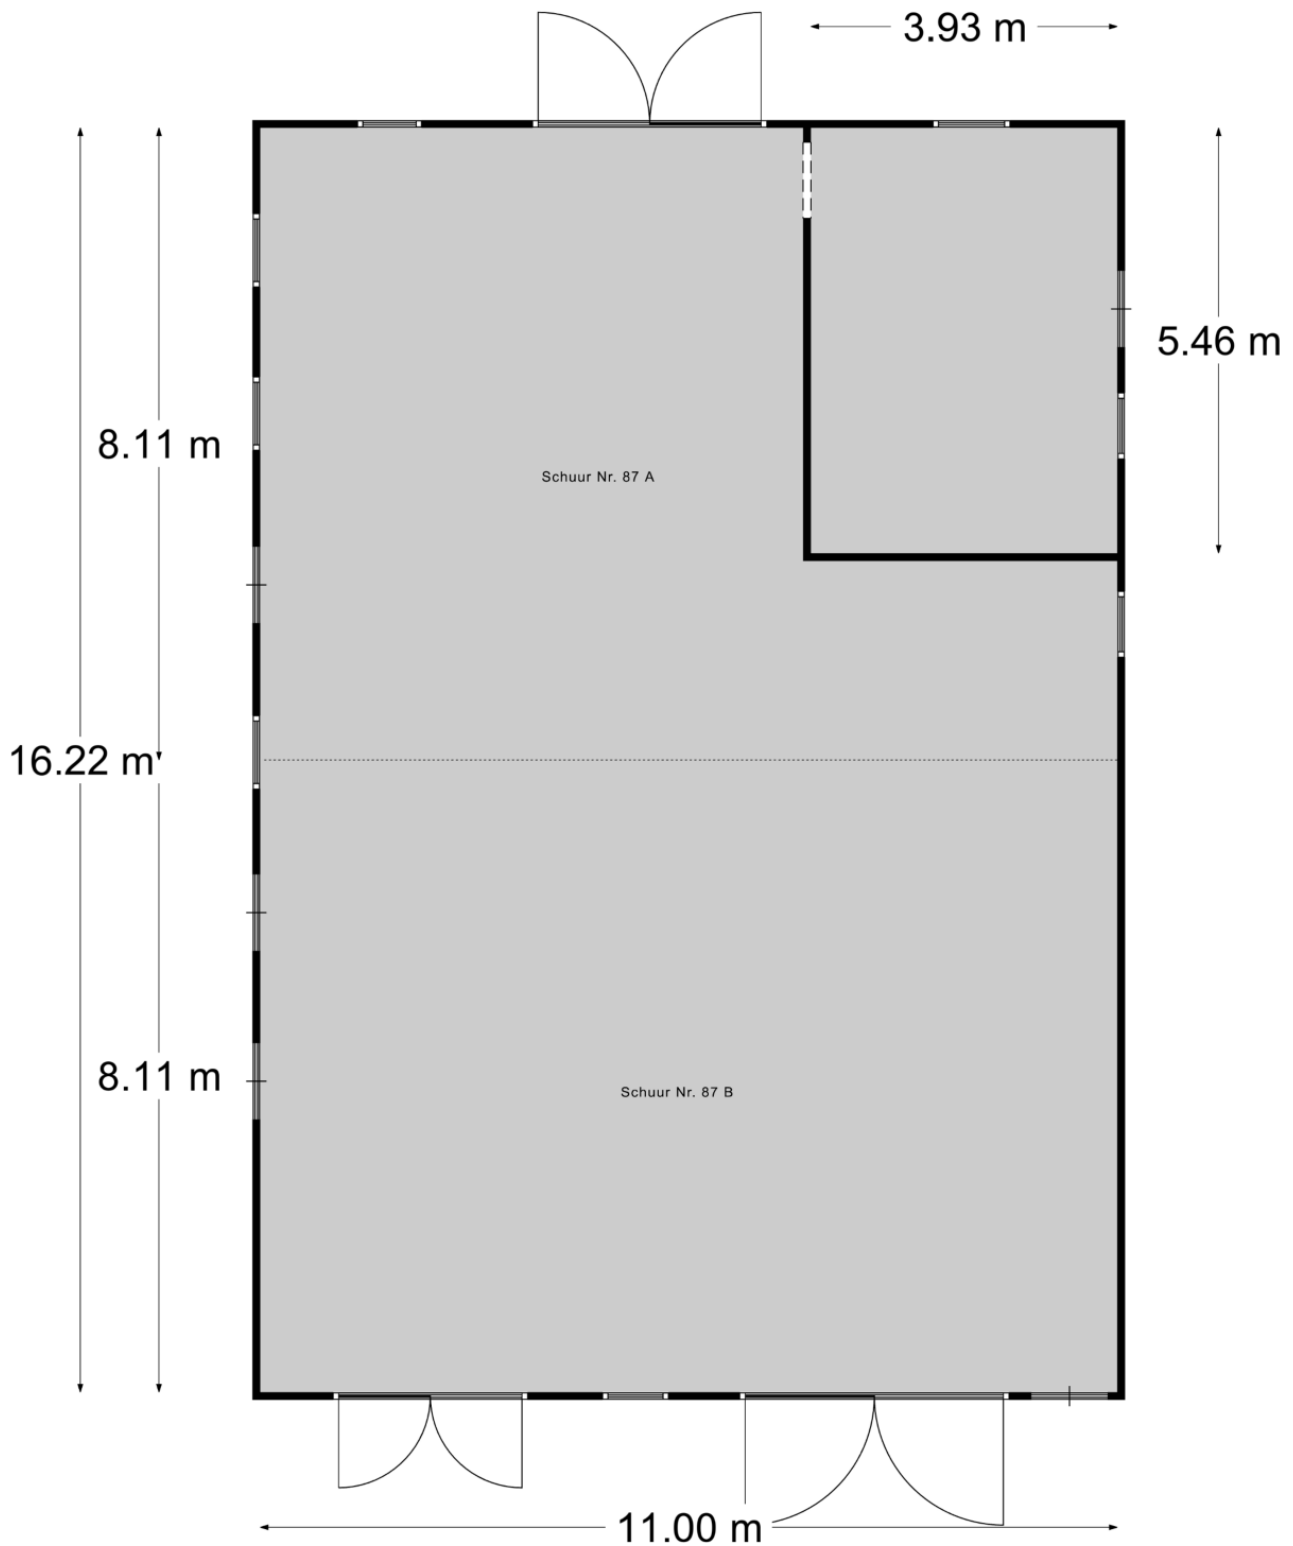 3.93 m
5.46 m
8.11 m
Schuur Nr. 87 A
16.22 m
8.11 m
Schuur Nr. 87 B
11.00 m